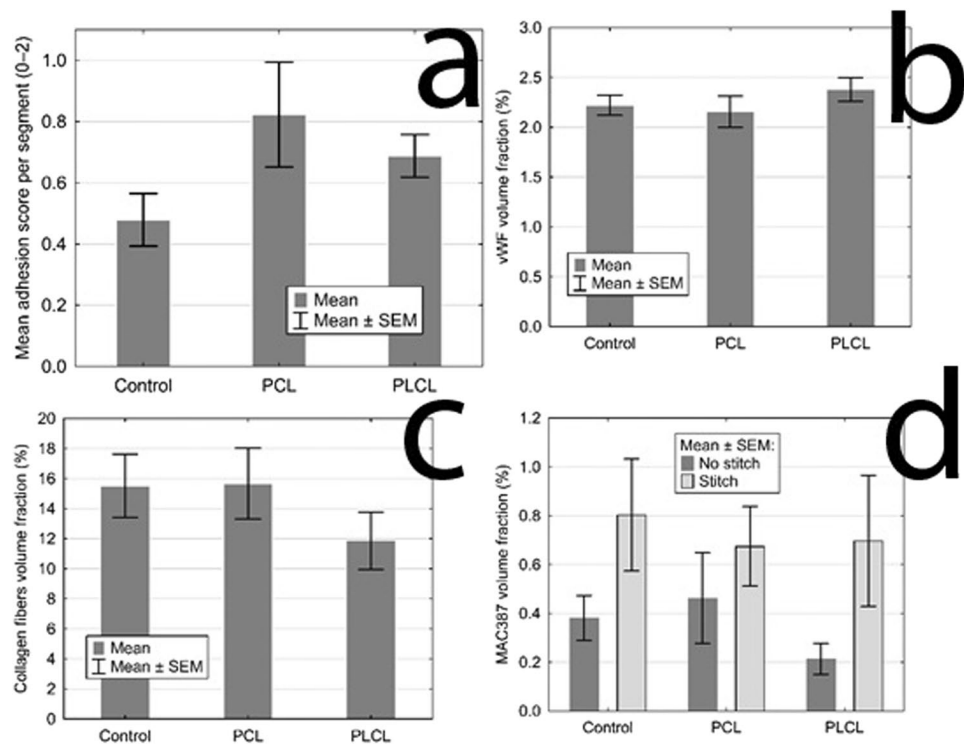 a
Mean adhesion score per segment (0–2)
1.0
0.8
0.6
0.4
0.2
0.0
Mean
Mean ± SEM
Control PCL PLCL
b
vWF volume fraction (%)
3.0
2.5
2.0
1.5
1.0
0.5
0.0
Mean
Mean ± SEM
Control PCL PLCL
c
Collagen fibers volume fraction (%)
20
18
16
14
12
10
8
6
4
2
0
Mean
Mean ± SEM
Control PCL PLCL
d
MAC387 volume fraction (%)
1.2
1.0
0.8
0.6
0.4
0.2
0.0
Mean ± SEM:
No stitch
Stitch
Control PCL PLCL